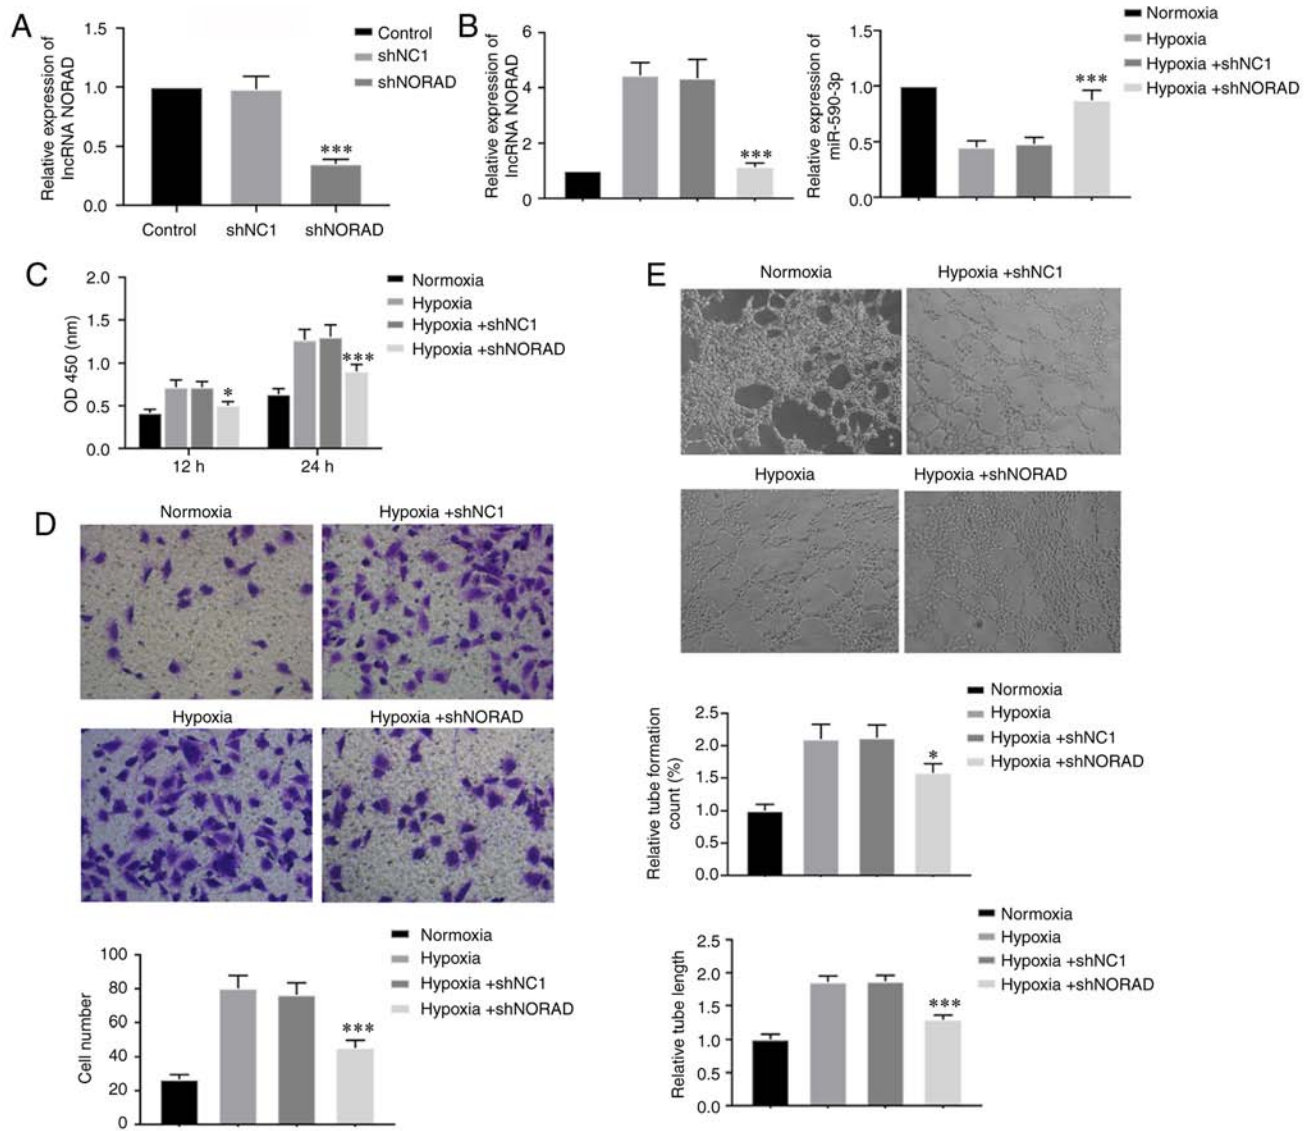 A
Relative expression of
lncRNA NORAD
1.5
1.0
0.5
0.0
***
Control
shNC1
shNORAD
Control
shNC1
shNORAD
B
Relative expression of
lncRNA NORAD
6
4
2
0
***
Relative expression of
miR-590-3p
1.5
1.0
0.5
0.0
***
Normoxia
Hypoxia
Hypoxia +shNC1
Hypoxia +shNORAD
C
OD 450 (nm)
2.0
1.5
1.0
0.5
0.0
*
***
12 h
24 h
Normoxia
Hypoxia
Hypoxia +shNC1
Hypoxia +shNORAD
D
Normoxia
Hypoxia +shNC1
Hypoxia
Hypoxia +shNORAD
Cell number
100
80
60
40
20
0
***
Normoxia
Hypoxia
Hypoxia +shNC1
Hypoxia +shNORAD
E
Normoxia
Hypoxia +shNC1
Hypoxia
Hypoxia +shNORAD
Relative tube formation
count (%)
2.5
2.0
1.5
1.0
0.5
0.0
*
Normoxia
Hypoxia
Hypoxia +shNC1
Hypoxia +shNORAD
Relative tube length
2.5
2.0
1.5
1.0
0.5
0.0
***
Normoxia
Hypoxia
Hypoxia +shNC1
Hypoxia +shNORAD